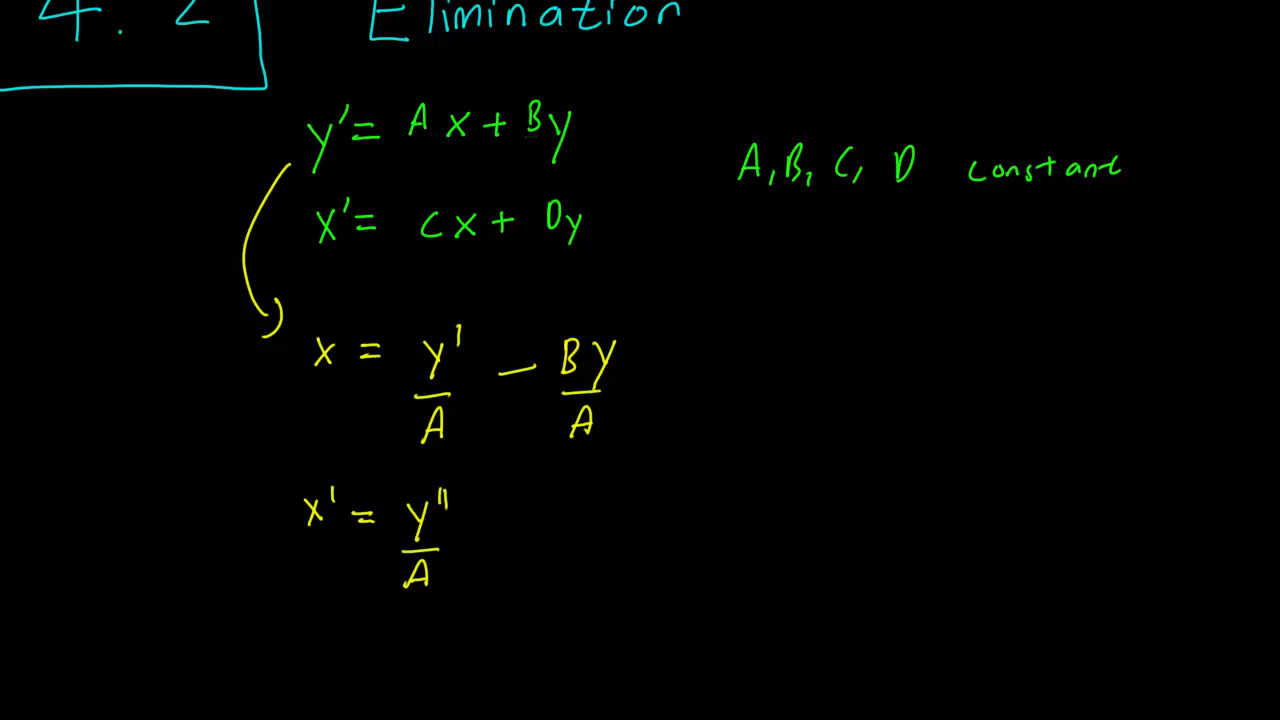 4.2 Elimination
y' = Ax + By
A, B, C, D constant
x' = Cx + Dy
x = y'/A - By/A
x' = y''/A